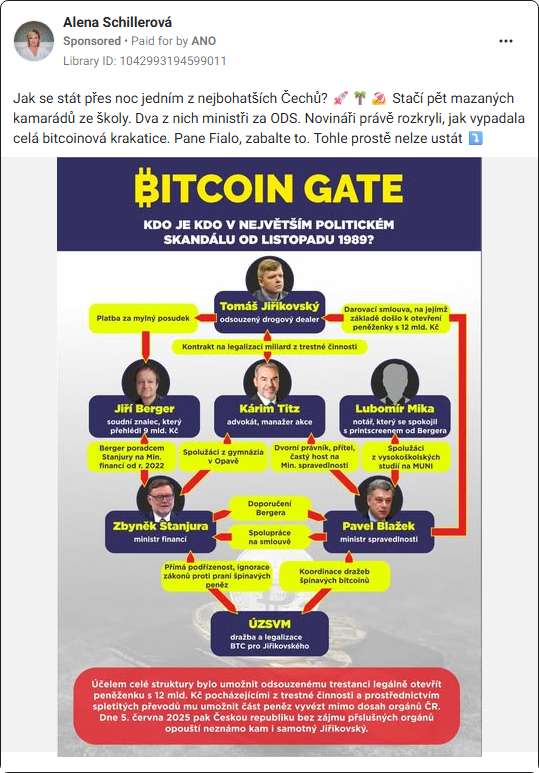 Alena Schillerová
Sponsored • Paid for by ANO
Library ID: 1042993194599011
Jak se stát přes noc jedním z nejbohatších Čechů? 🚀 🌴 🏖️ Stačí pět mazaných
kamarádů ze školy. Dva z nich ministři za ODS. Novináři právě rozkryli, jak vypadala
celá bitcoinová krakatice. Pane Fialo, zabalte to. Tohle prostě nelze ustát ⤵️
BITCOIN GATE
KDO JE KDO V NEJVĚTŠÍM POLITICKÉM
SKANDÁLU OD LISTOPADU 1989?
Tomáš Jiřikovský
odsouzený drogový dealer
Platba za mylný posudek
Darovací smlouva, na jejímž
základě došlo k otevření
peněženky s 12 mld. Kč
Kontrakt na legalizaci miliard z trestné činnosti
Jiří Berger
soudní znalec, který
přehlédl 9 mld. Kč
Kárim Titz
advokát, manažer akce
Lubomír Mika
notář, který se spokojil
s printscreenem od Bergera
Berger poradcem
Stanjury na Min.
financí od r. 2022
Spolužáci z gymnázia
v Opavě
Dvorní právník, přítel,
častý host na
Min. spravedlnosti
Spolužáci
z vysokoškolských
studií na MUNI
Zbyněk Stanjura
ministr financí
Doporučení
Bergera
Spolupráce
na smlouvě
Pavel Blažek
ministr spravedlnosti
Přímá podřízenost, ignorace
zákonů proti praní špinavých
peněz
Koordinace dražeb
špinavých bitcoinů
ÚZSVM
dražba a legalizace
BTC pro Jiřikovského
Účelem celé struktury bylo umožnit odsouzenému trestanci legálně otevřít
peněženku s 12 mld. Kč pocházejícími z trestné činnosti a prostřednictvím
spletitých převodů mu umožnit část peněz vyvézt mimo dosah orgánů ČR.
Dne 5. června 2025 pak Českou republiku bez zájmu příslušných orgánů
opouští neznámo kam i samotný Jiřikovský.